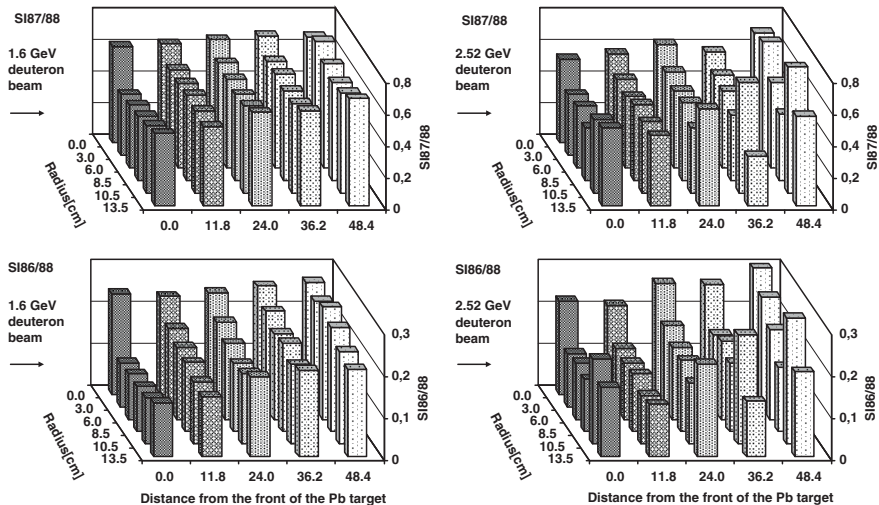 SI87/88
1.6 GeV
deuteron
beam
0,8
0,6
0,4
0,2
0
SI87/88
0.0
3.0
6.0
8.5
10.5
13.5
Radius[cm]
0.0 11.8 24.0 36.2 48.4
SI87/88
2.52 GeV
deuteron
beam
0,8
0,6
0,4
0,2
0
SI87/88
0.0
3.0
6.0
8.5
10.5
13.5
Radius[cm]
0.0 11.8 24.0 36.2 48.4
SI86/88
1.6 GeV
deuteron
beam
0,3
0,2
0,1
0
SI86/88
0.0
3.0
6.0
8.5
10.5
13.5
Radius[cm]
0.0 11.8 24.0 36.2 48.4
Distance from the front of the Pb target
SI86/88
2.52 GeV
deuteron
beam
0,3
0,2
0,1
0
SI86/88
0.0
3.0
6.0
8.5
10.5
13.5
Radius[cm]
0.0 11.8 24.0 36.2 48.4
Distance from the front of the Pb target